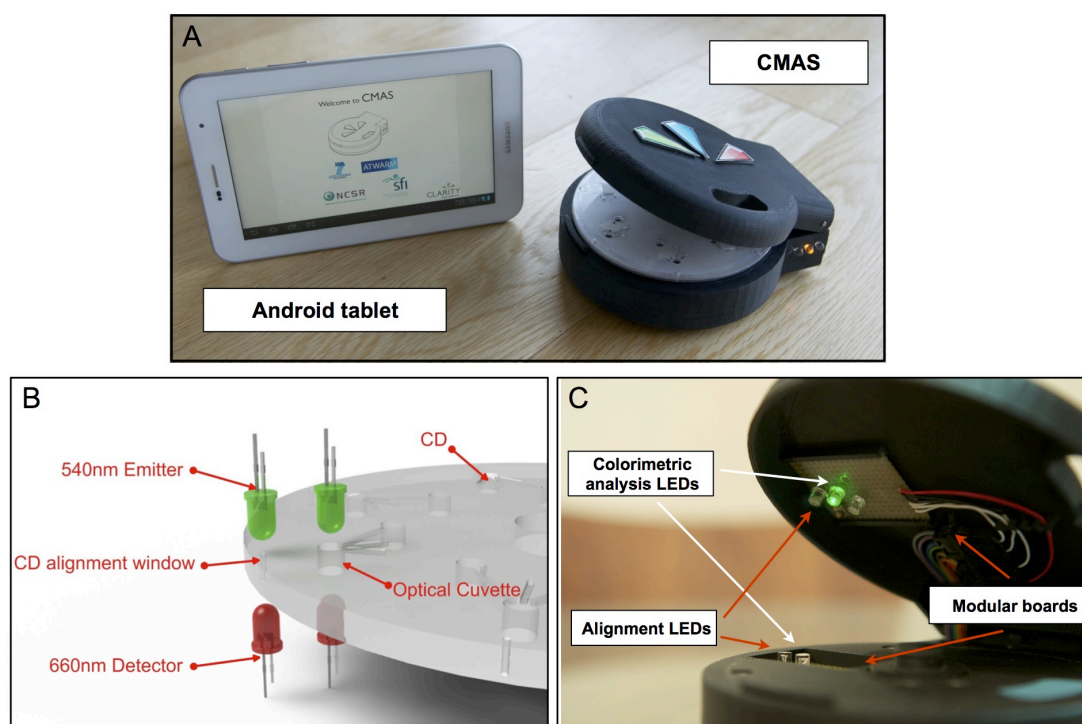 A
CMAS
Welcome to CMAS
ATWARM
NCSR
sfi
CLARITY
SAMSUNG
Android tablet
B
CD
540nm Emitter
CD alignment window
Optical Cuvette
660nm Detector
C
Colorimetric
analysis LEDs
Alignment LEDs
Modular boards